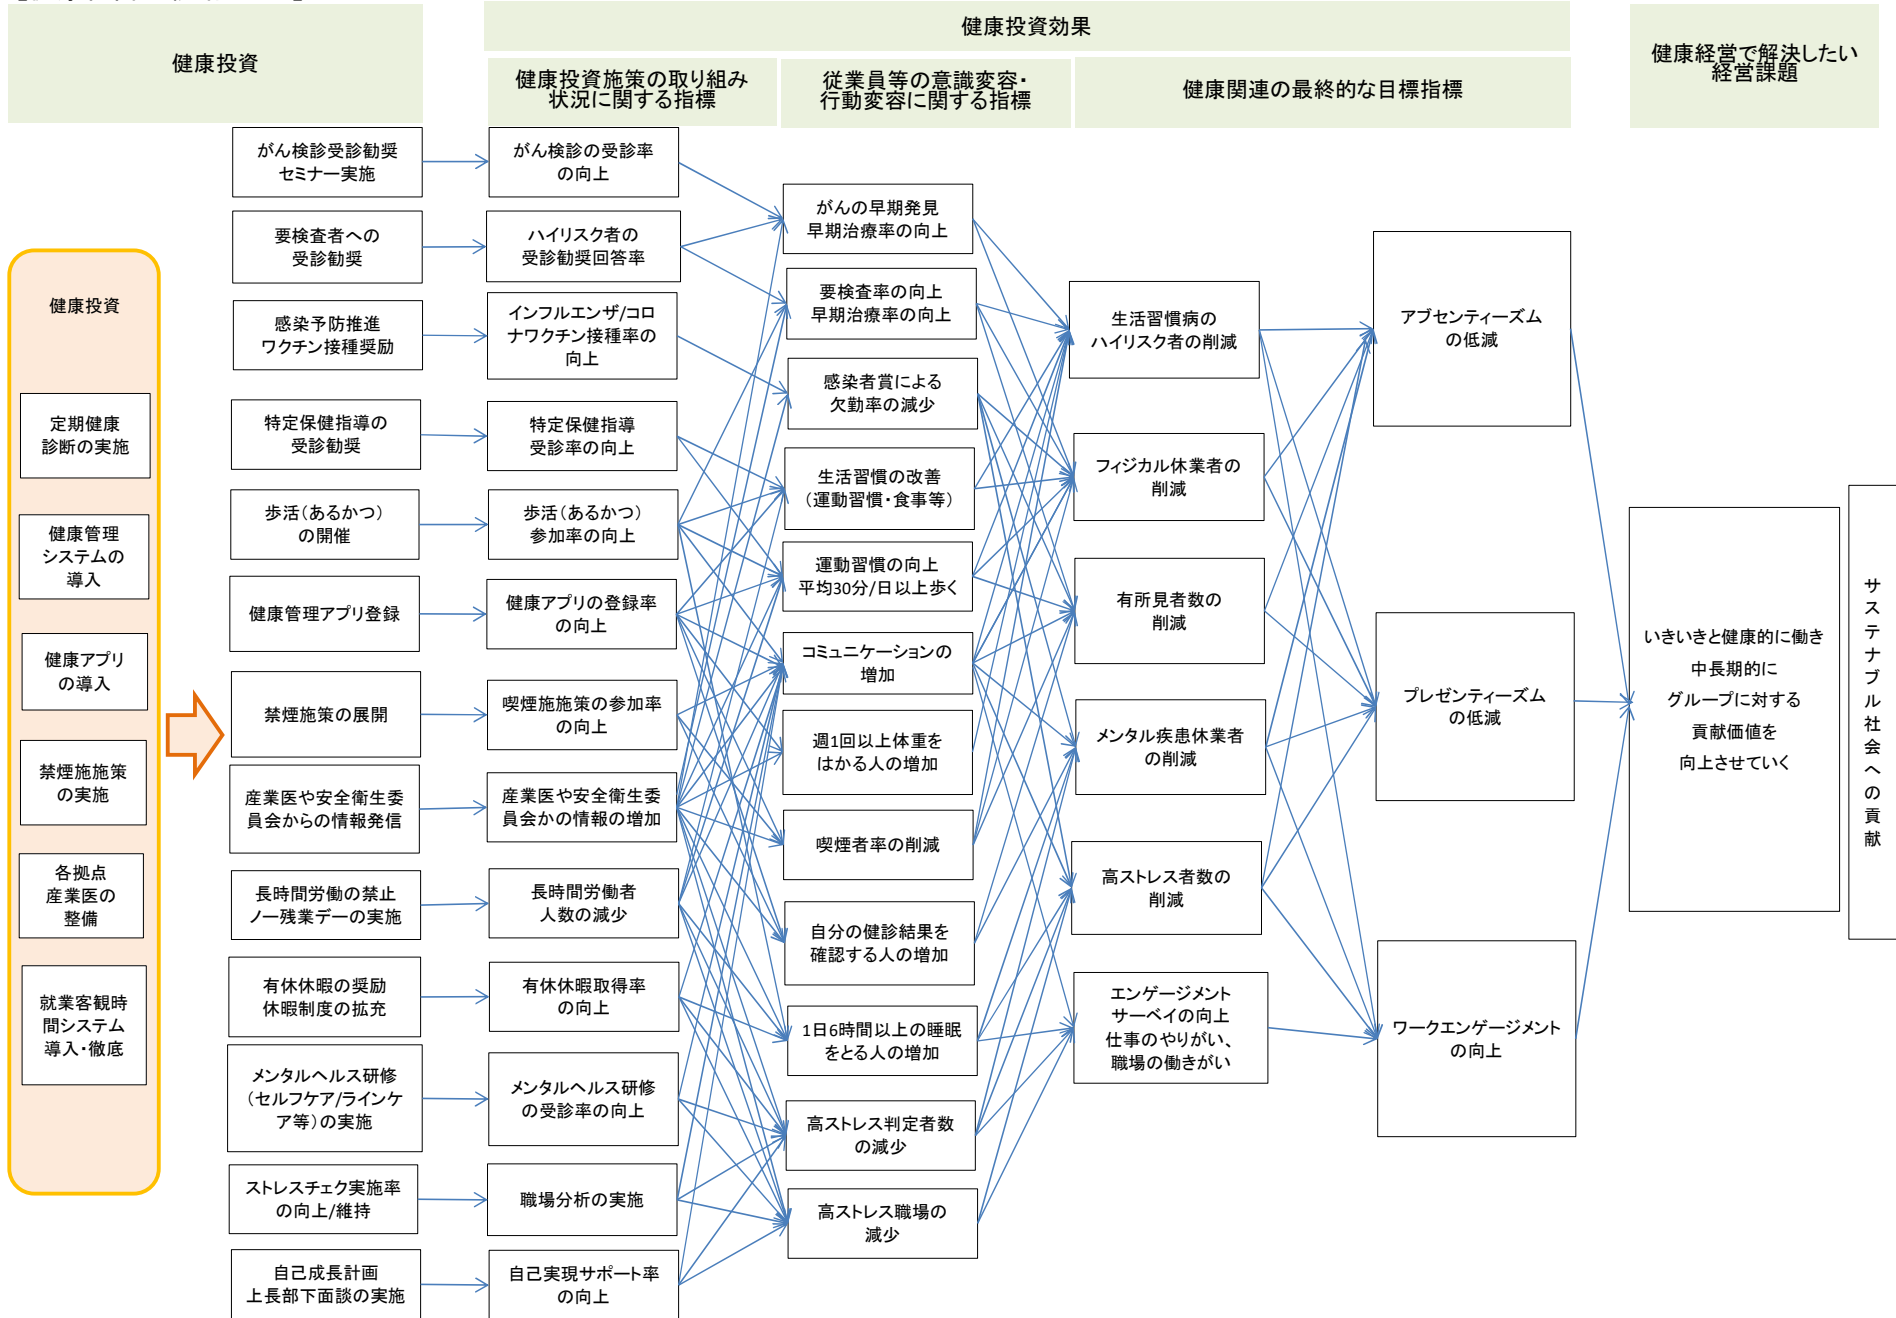 健康投資
健康投資効果
健康経営で解決したい
経営課題
健康投資施策の取り組み
状況に関する指標
従業員等の意識変容・
行動変容に関する指標
健康関連の最終的な目標指標
健康投資
定期健康
診断の実施
健康管理
システムの
導入
健康アプリ
の導入
禁煙施施策
の実施
各拠点
産業医の
整備
就業客観時
間システム
導入・徹底
がん検診受診勧奨
セミナー実施
要検査者への
受診勧奨
感染予防推進
ワクチン接種奨励
特定保健指導の
受診勧奨
歩活（あるかつ）
の開催
健康管理アプリ登録
禁煙施策の展開
産業医や安全衛生委
員会からの情報発信
長時間労働の禁止
ノー残業デーの実施
有休休暇の奨励
休暇制度の拡充
メンタルヘルス研修
（セルフケア/ラインケ
ア等）の実施
ストレスチェク実施率
の向上/維持
自己成長計画
上長部下面談の実施
がん検診の受診率
の向上
ハイリスク者の
受診勧奨回答率
インフルエンザ/コロ
ナワクチン接種率の
向上
特定保健指導
受診率の向上
歩活（あるかつ）
参加率の向上
健康アプリの登録率
の向上
喫煙施施策の参加率
の向上
産業医や安全衛生委
員会かの情報の増加
長時間労働者
人数の減少
有休休暇取得率
の向上
メンタルヘルス研修
の受診率の向上
職場分析の実施
自己実現サポート率
の向上
がんの早期発見
早期治療率の向上
要検査率の向上
早期治療率の向上
感染者賞による
欠勤率の減少
生活習慣の改善
（運動習慣・食事等）
運動習慣の向上
平均30分/日以上歩く
コミュニケーションの
増加
週1回以上体重を
はかる人の増加
喫煙者率の削減
自分の健診結果を
確認する人の増加
1日6時間以上の睡眠
をとる人の増加
高ストレス判定者数
の減少
高ストレス職場の
減少
生活習慣病の
ハイリスク者の削減
フィジカル休業者の
削減
有所見者数の
削減
メンタル疾患休業者
の削減
高ストレス者数の
削減
エンゲージメント
サーベイの向上
仕事のやりがい、
職場の働きがい
アブセンティーズム
の低減
プレゼンティーズム
の低減
ワークエンゲージメント
の向上
いきいきと健康的に働き
中長期的に
グループに対する
貢献価値を
向上させていく
サステナブル社会への貢献